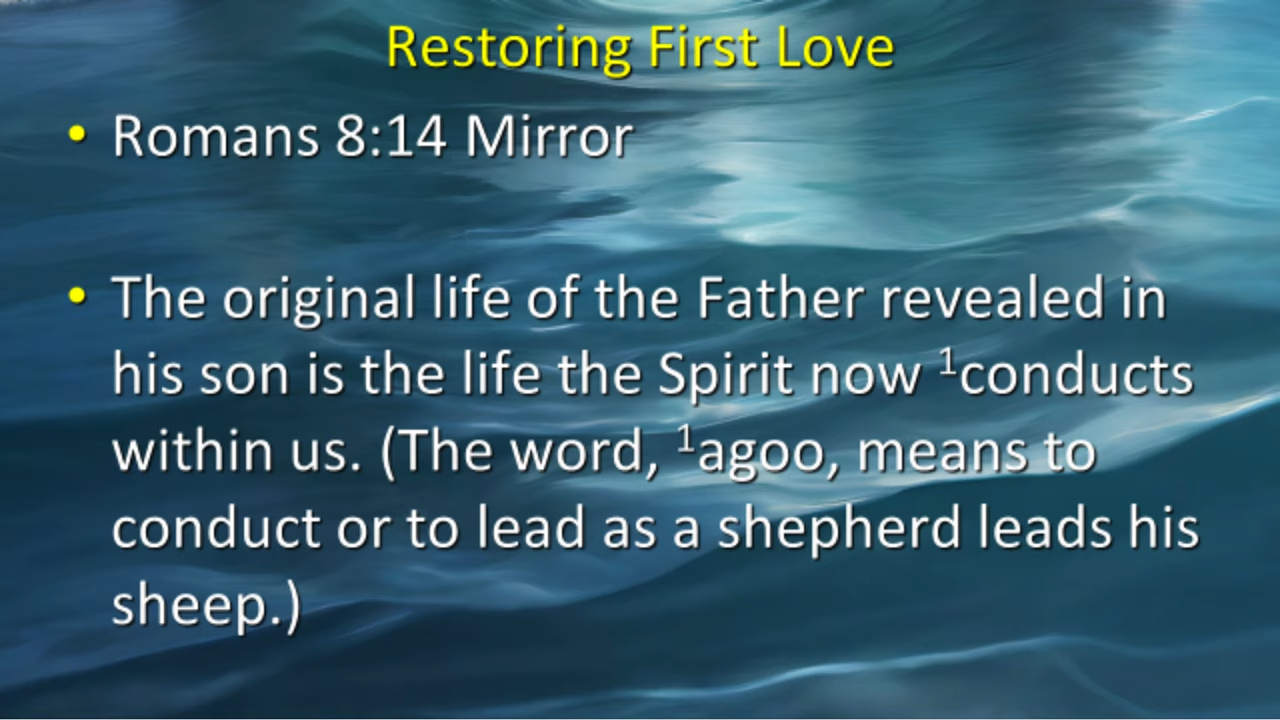 Restoring First Love
• Romans 8:14 Mirror
• The original life of the Father revealed in
his son is the life the Spirit now ¹conducts
within us. (The word, ¹agoo, means to
conduct or to lead as a shepherd leads his
sheep.)